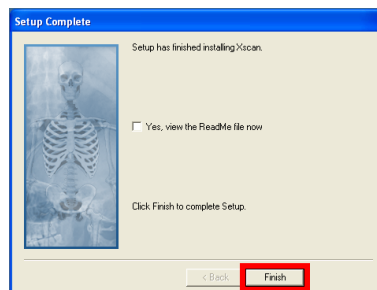 Setup Complete
Setup has finished installing Xscan.
Yes, view the ReadMe file now
Click Finish to complete Setup.
< Back
Finish